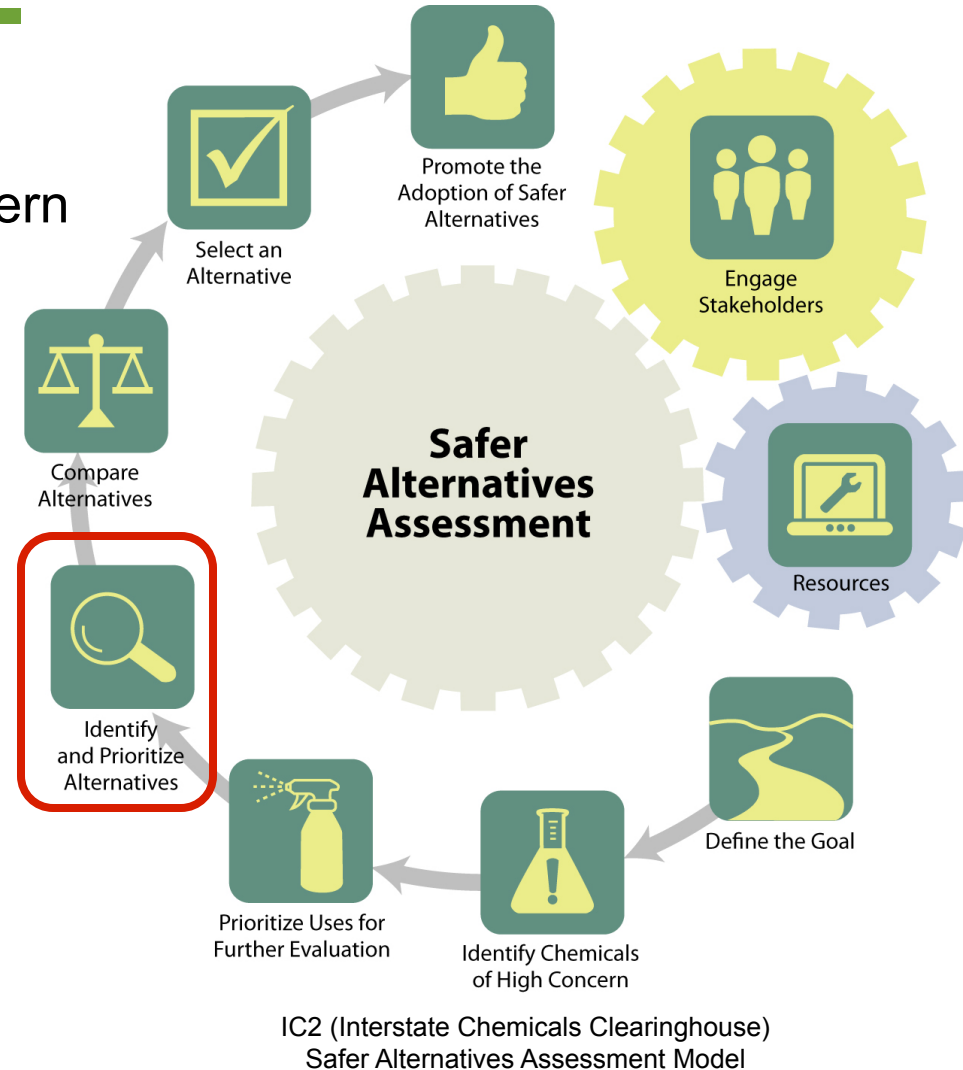 ern
Promote the
Adoption of Safer
Alternatives
Select an
Alternative
Engage
Stakeholders
Compare
Alternatives
Safer
Alternatives
Assessment
Resources
Identify
and Prioritize
Alternatives
Define the Goal
Prioritize Uses for
Further Evaluation
Identify Chemicals
of High Concern
IC2 (Interstate Chemicals Clearinghouse)
Safer Alternatives Assessment Model